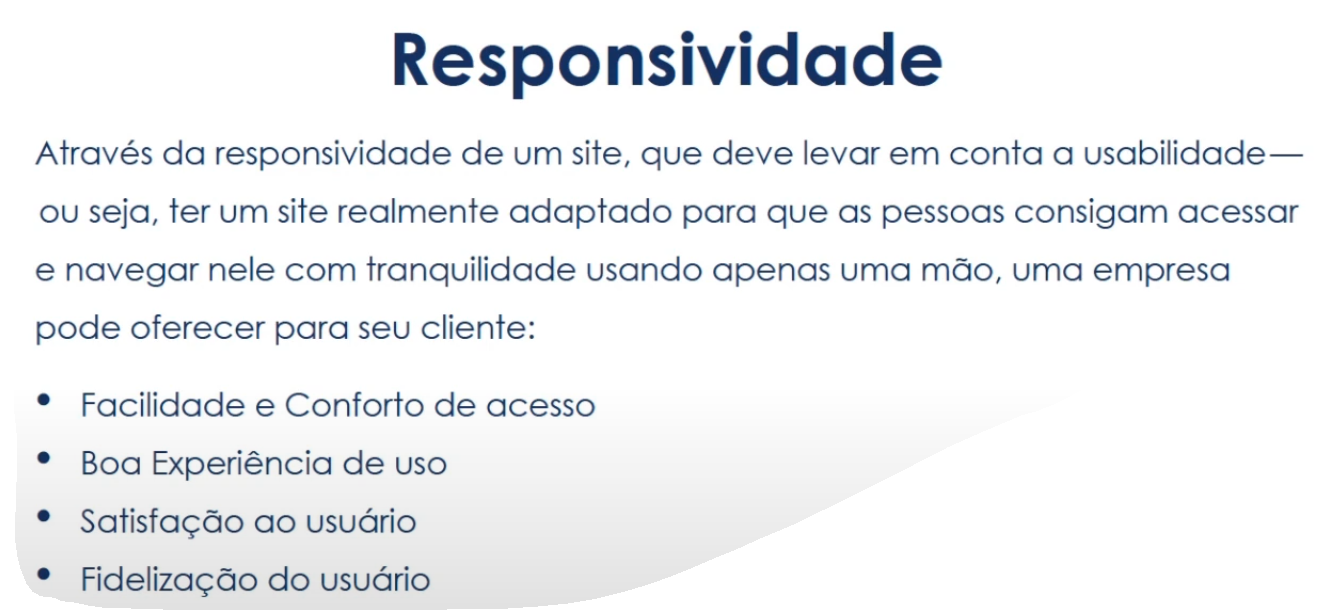 Responsividade
Através da responsividade de um site, que deve levar em conta a usabilidade—
ou seja, ter um site realmente adaptado para que as pessoas consigam acessar
e navegar nele com tranquilidade usando apenas uma mão, uma empresa
pode oferecer para seu cliente:
• Facilidade e Conforto de acesso
• Boa Experiência de uso
• Satisfação ao usuário
• Fidelização do usuário